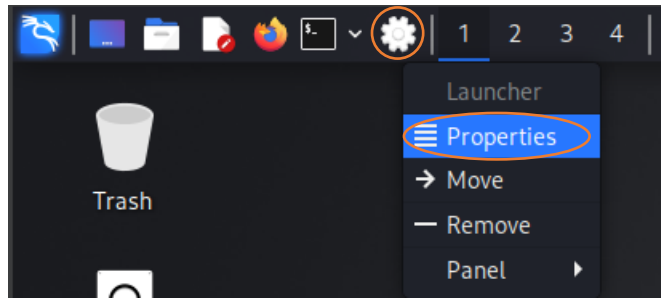 $-
1 2 3 4
Launcher
Properties
Move
Remove
Panel
Trash